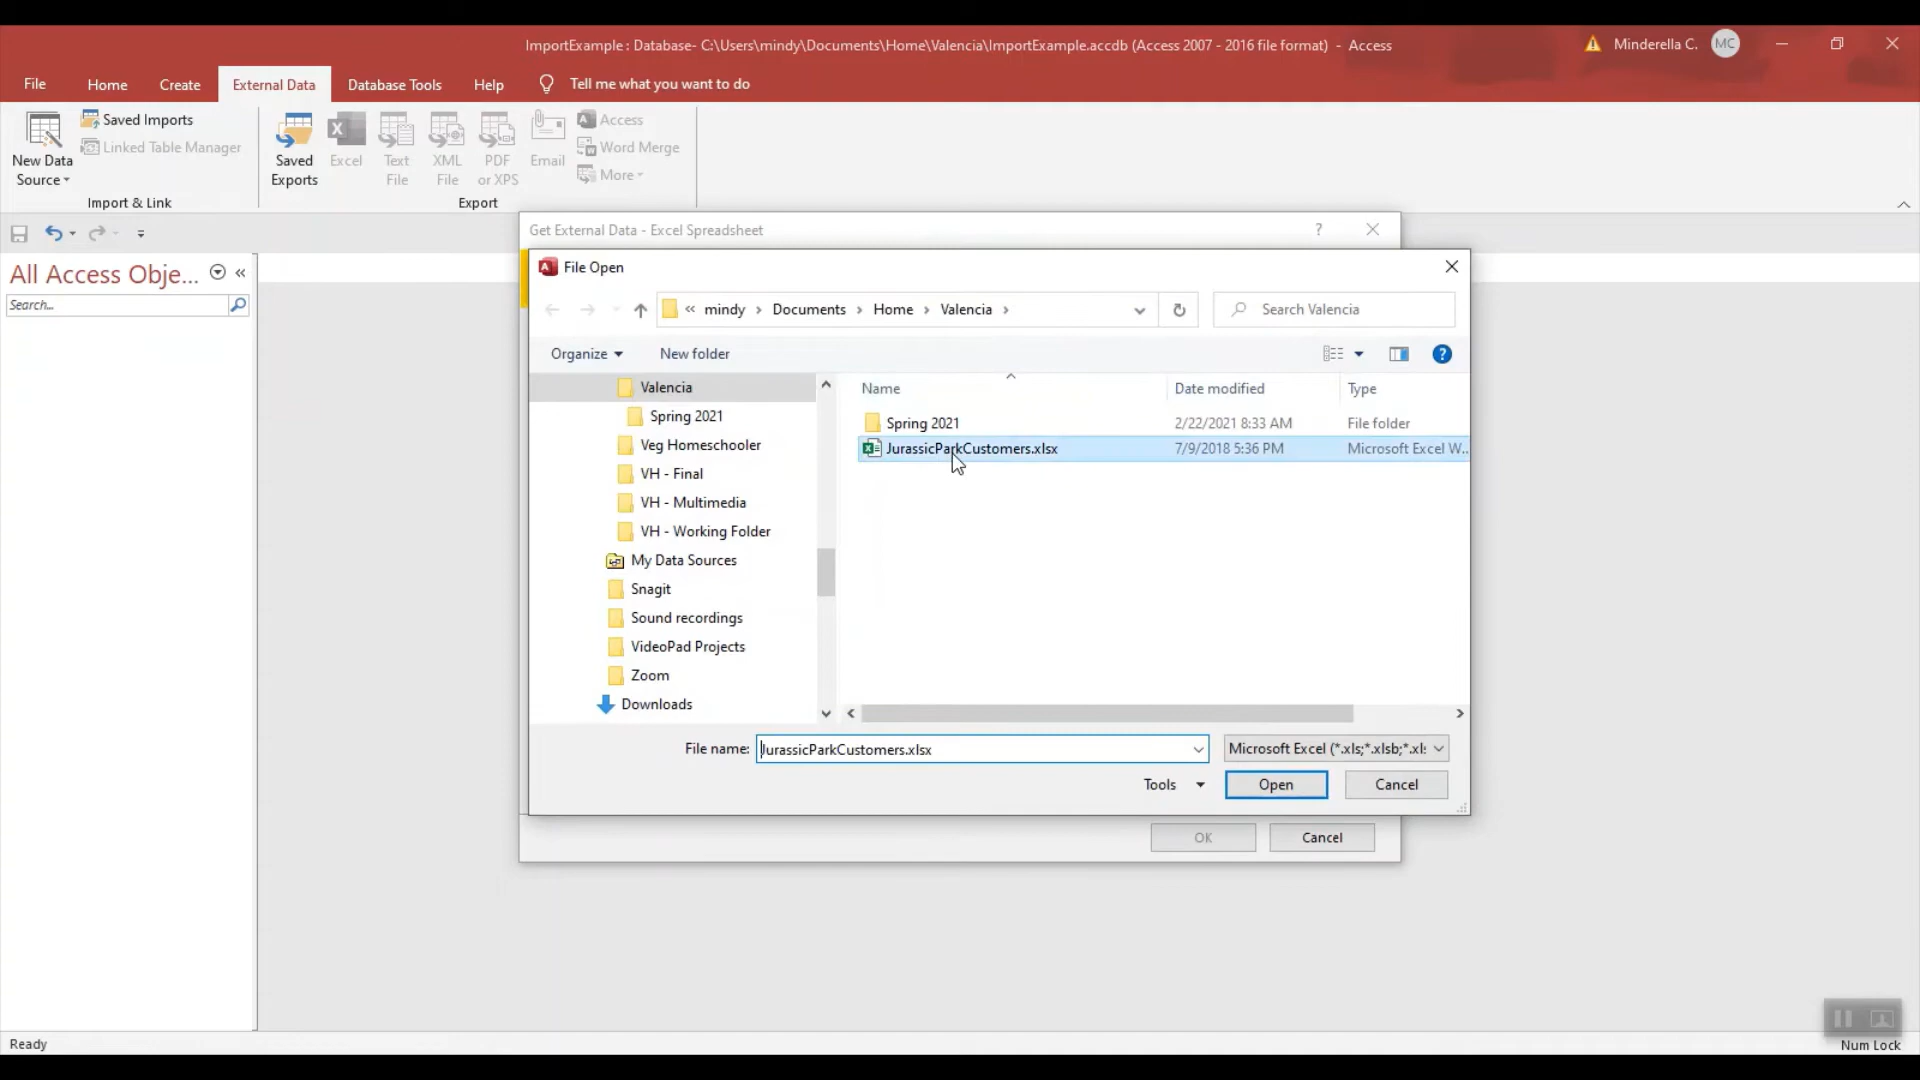 ImportExample : Database- C:\Users\mindy\Documents\Home\Valencia\ImportExample.accdb (Access 2007 - 2016 file format) - Access
Minderella C. MC
File Home Create External Data Database Tools Help Tell me what you want to do
New Data Source
Saved Imports
Linked Table Manager
Import & Link
Saved Exports
Excel
Text File
XML File
PDF or XPS
Email
Access
Word Merge
More
Export
All Access Obje...
Search...
Get External Data - Excel Spreadsheet
File Open
« mindy > Documents > Home > Valencia >
Search Valencia
Organize New folder
Valencia
Spring 2021
Veg Homeschooler
VH - Final
VH - Multimedia
VH - Working Folder
My Data Sources
Snagit
Sound recordings
VideoPad Projects
Zoom
Downloads
Name Date modified Type
Spring 2021 2/22/2021 8:33 AM File folder
JurassicParkCustomers.xlsx 7/9/2018 5:36 PM Microsoft Excel W...
File name: JurassicParkCustomers.xlsx Microsoft Excel (*.xls;*.xlsb;*.xl:
Tools Open Cancel
OK Cancel
Ready
Num Lock